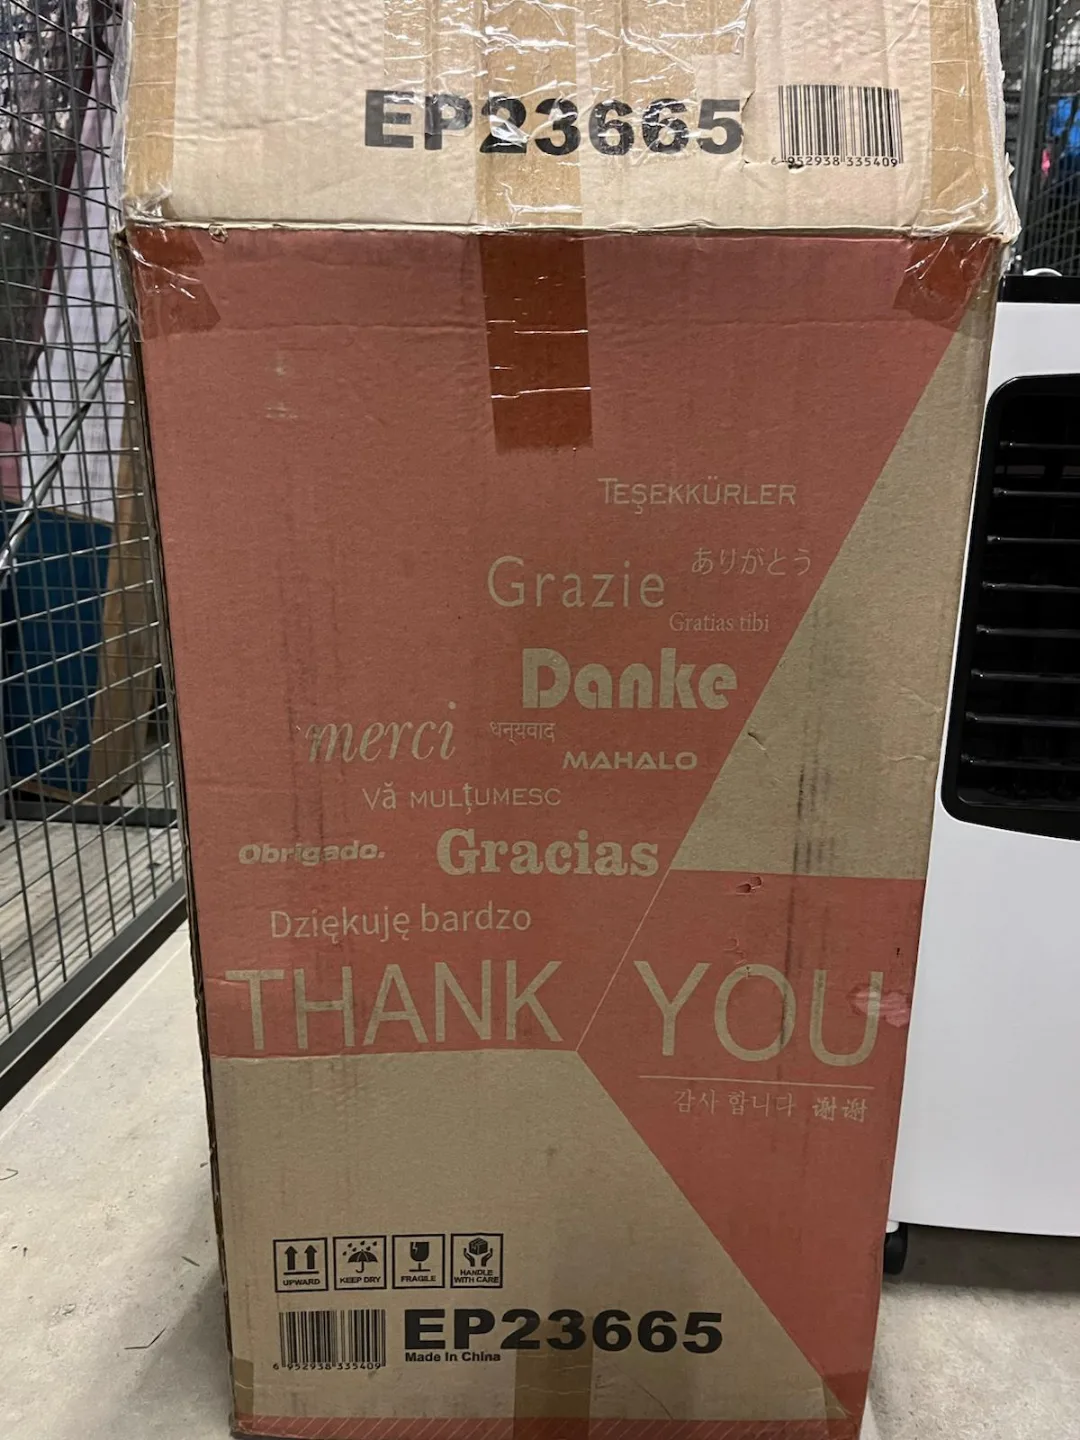 EP23665
6 952938 335409
TEŞEKKÜRLER
ありがとう
Grazie
Gratias tibi
Danke
merci
धन्यवाद
MAHALO
Vă MULȚUMESC
Obrigado.
Gracias
Dziękuję bardzo
THANK YOU
감사 합니다 谢谢
UPWARD
KEEP DRY
FRAGILE
HANDLE
WITH CARE
EP23665
Made In China
6 952938 335409